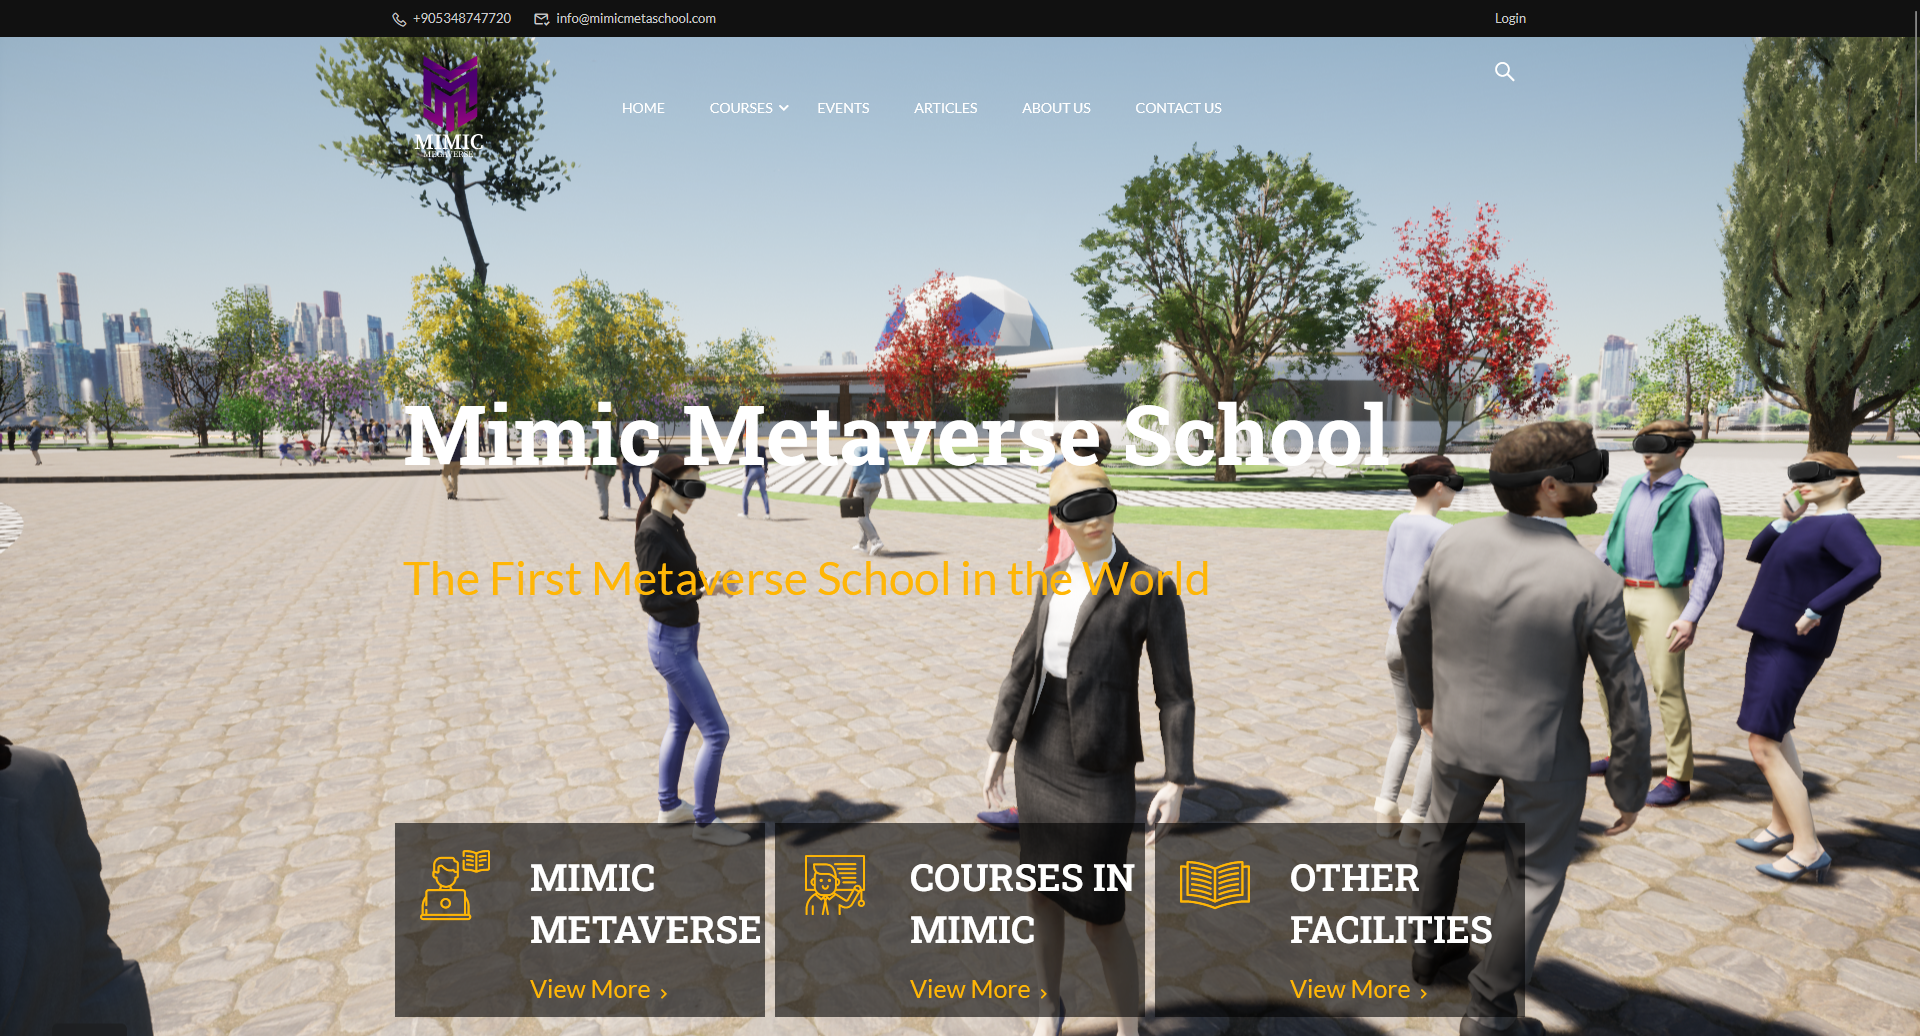 +905348747720
info@mimicmetaschool.com
Login
MIMIC
METAVERSE
HOME
COURSES
EVENTS
ARTICLES
ABOUT US
CONTACT US
Mimic Metaverse School
The First Metaverse School in the World
MIMIC
METAVERSE
View More
COURSES IN
MIMIC
View More
OTHER
FACILITIES
View More